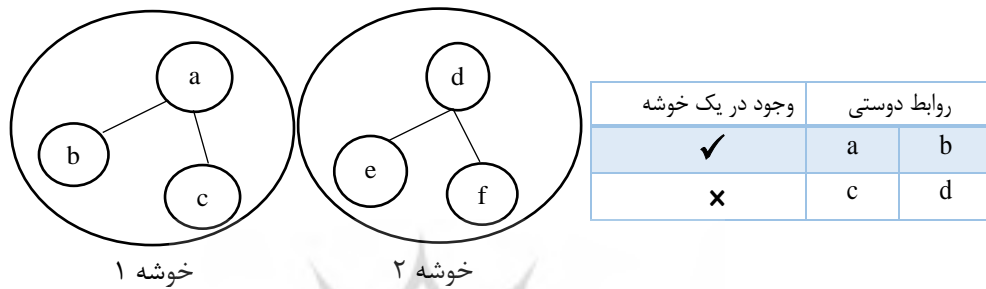 a
b
c
خوشه ۱
d
e
f
خوشه ۲
روابط دوستی وجود در یک خوشه
b a ✓
d c ×